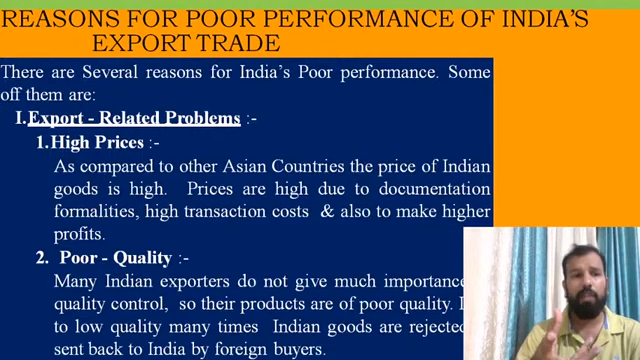 REASONS FOR POOR PERFORMANCE OF INDIA'S
EXPORT TRADE
There are Several reasons for India's Poor performance. Some
off them are:
I.Export - Related Problems :-
1.High Prices :-
As compared to other Asian Countries the price of Indian
goods is high. Prices are high due to documentation
formalities, high transaction costs & also to make higher
profits.
2. Poor - Quality :-
Many Indian exporters do not give much importance
quality control, so their products are of poor quality.
to low quality many times Indian goods are rejected
sent back to India by foreign buyers.